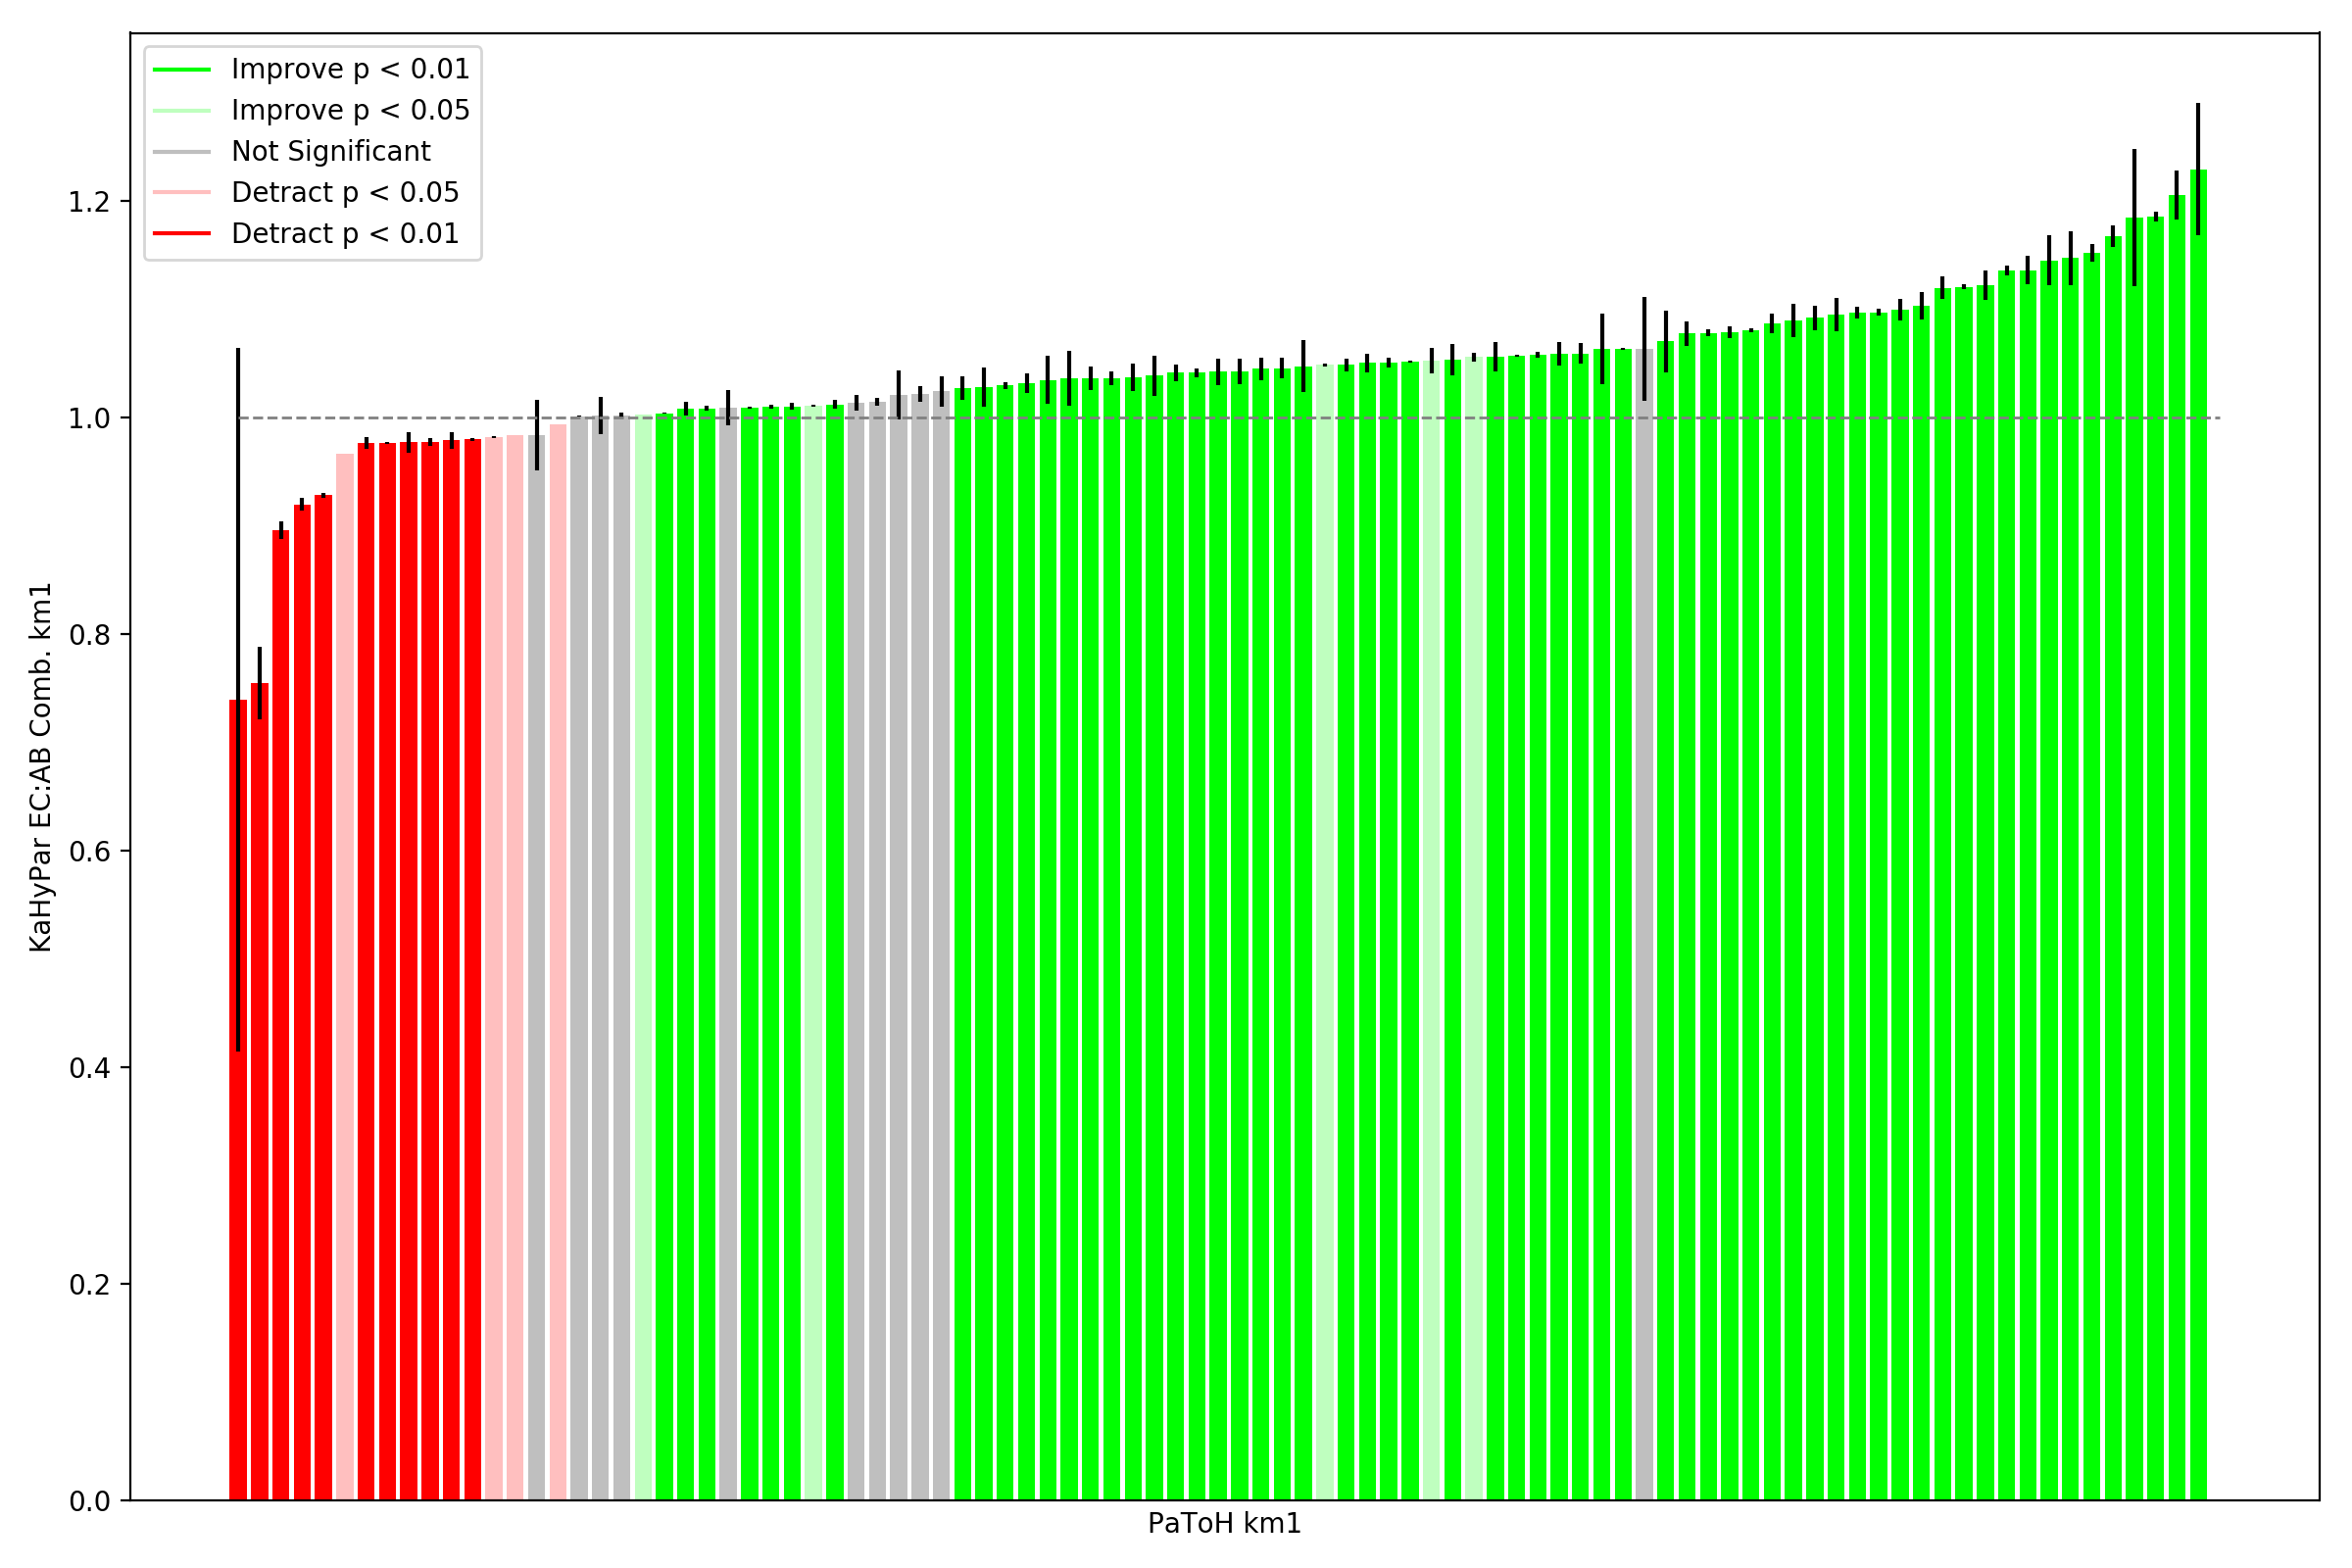 Improve p < 0.01
Improve p < 0.05
Not Significant
Detract p < 0.05
Detract p < 0.01
1.2
1.0
0.8
0.6
0.4
0.2
0.0
KaHyPar EC:AB Comb. km1
PaToH km1